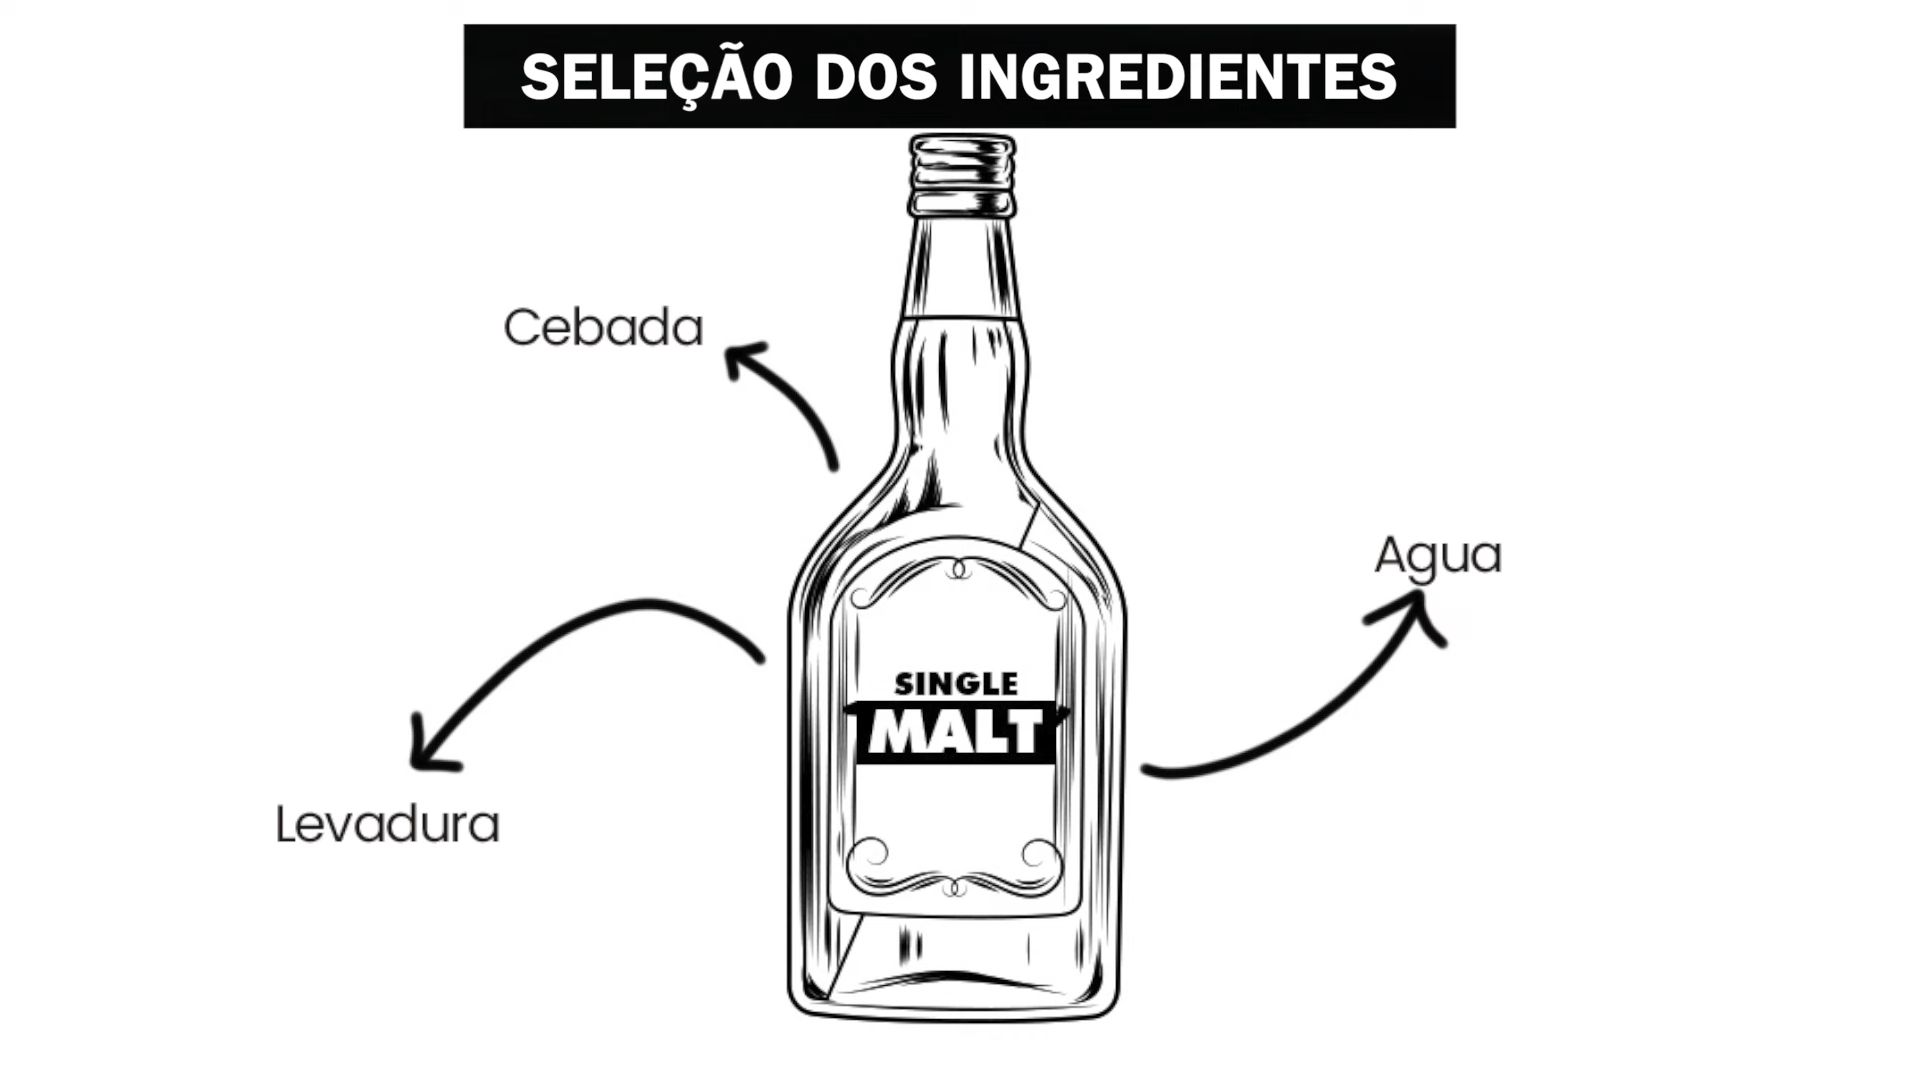 SELEÇÃO DOS INGREDIENTES
Cebada
Agua
SINGLE
MALT
Levadura